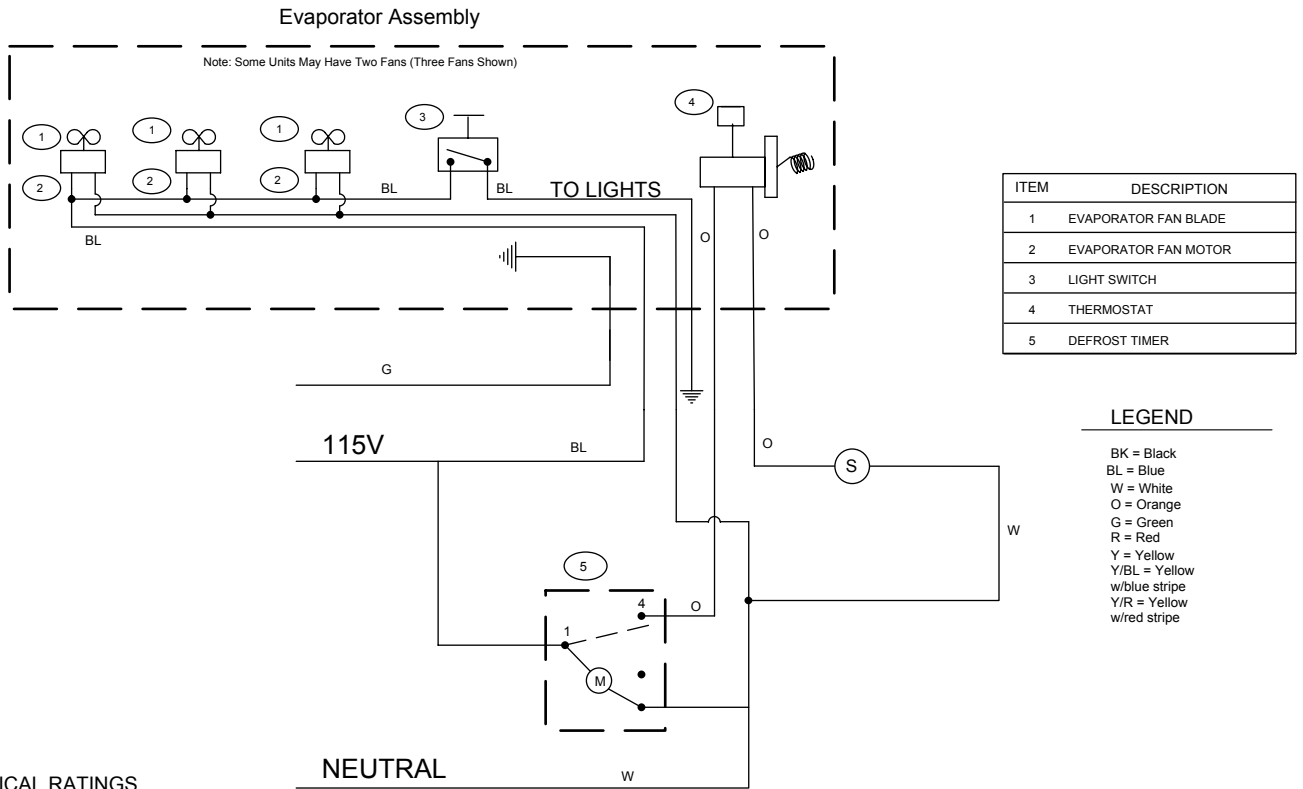 Evaporator Assembly
Note: Some Units May Have Two Fans (Three Fans Shown)
1
1
1
3
4
2
2
2
BL
BL
TO LIGHTS
BL
O
O
G
115V
BL
O
S
W
5
4
O
1
M
NEUTRAL
W
ICAL RATINGS
ITEM DESCRIPTION
1 EVAPORATOR FAN BLADE
2 EVAPORATOR FAN MOTOR
3 LIGHT SWITCH
4 THERMOSTAT
5 DEFROST TIMER
LEGEND
BK = Black
BL = Blue
W = White
O = Orange
G = Green
R = Red
Y = Yellow
Y/BL = Yellow
w/blue stripe
Y/R = Yellow
w/red stripe